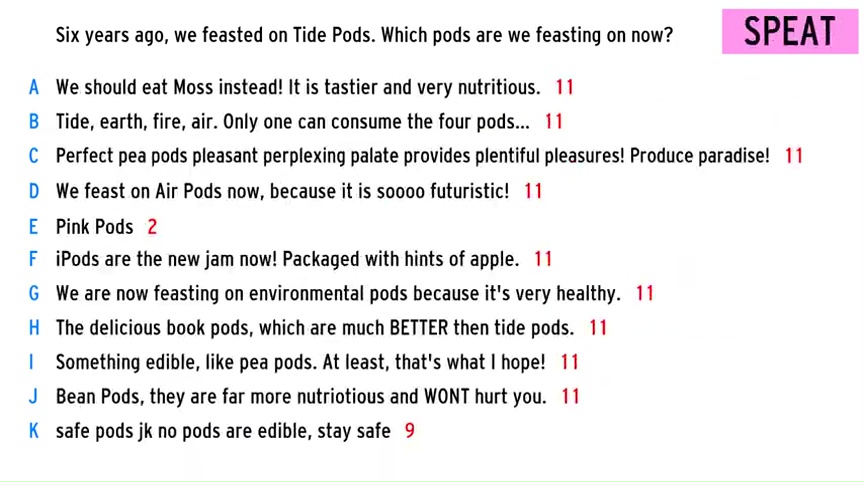 Six years ago, we feasted on Tide Pods. Which pods are we feasting on now? SPEAT
A We should eat Moss instead! It is tastier and very nutritious. 11
B Tide, earth, fire, air. Only one can consume the four pods... 11
C Perfect pea pods pleasant perplexing palate provides plentiful pleasures! Produce paradise! 11
D We feast on Air Pods now, because it is soooo futuristic! 11
E Pink Pods 2
F iPods are the new jam now! Packaged with hints of apple. 11
G We are now feasting on environmental pods because it's very healthy. 11
H The delicious book pods, which are much BETTER then tide pods. 11
I Something edible, like pea pods. At least, that's what I hope! 11
J Bean Pods, they are far more nutriotious and WONT hurt you. 11
K safe pods jk no pods are edible, stay safe 9